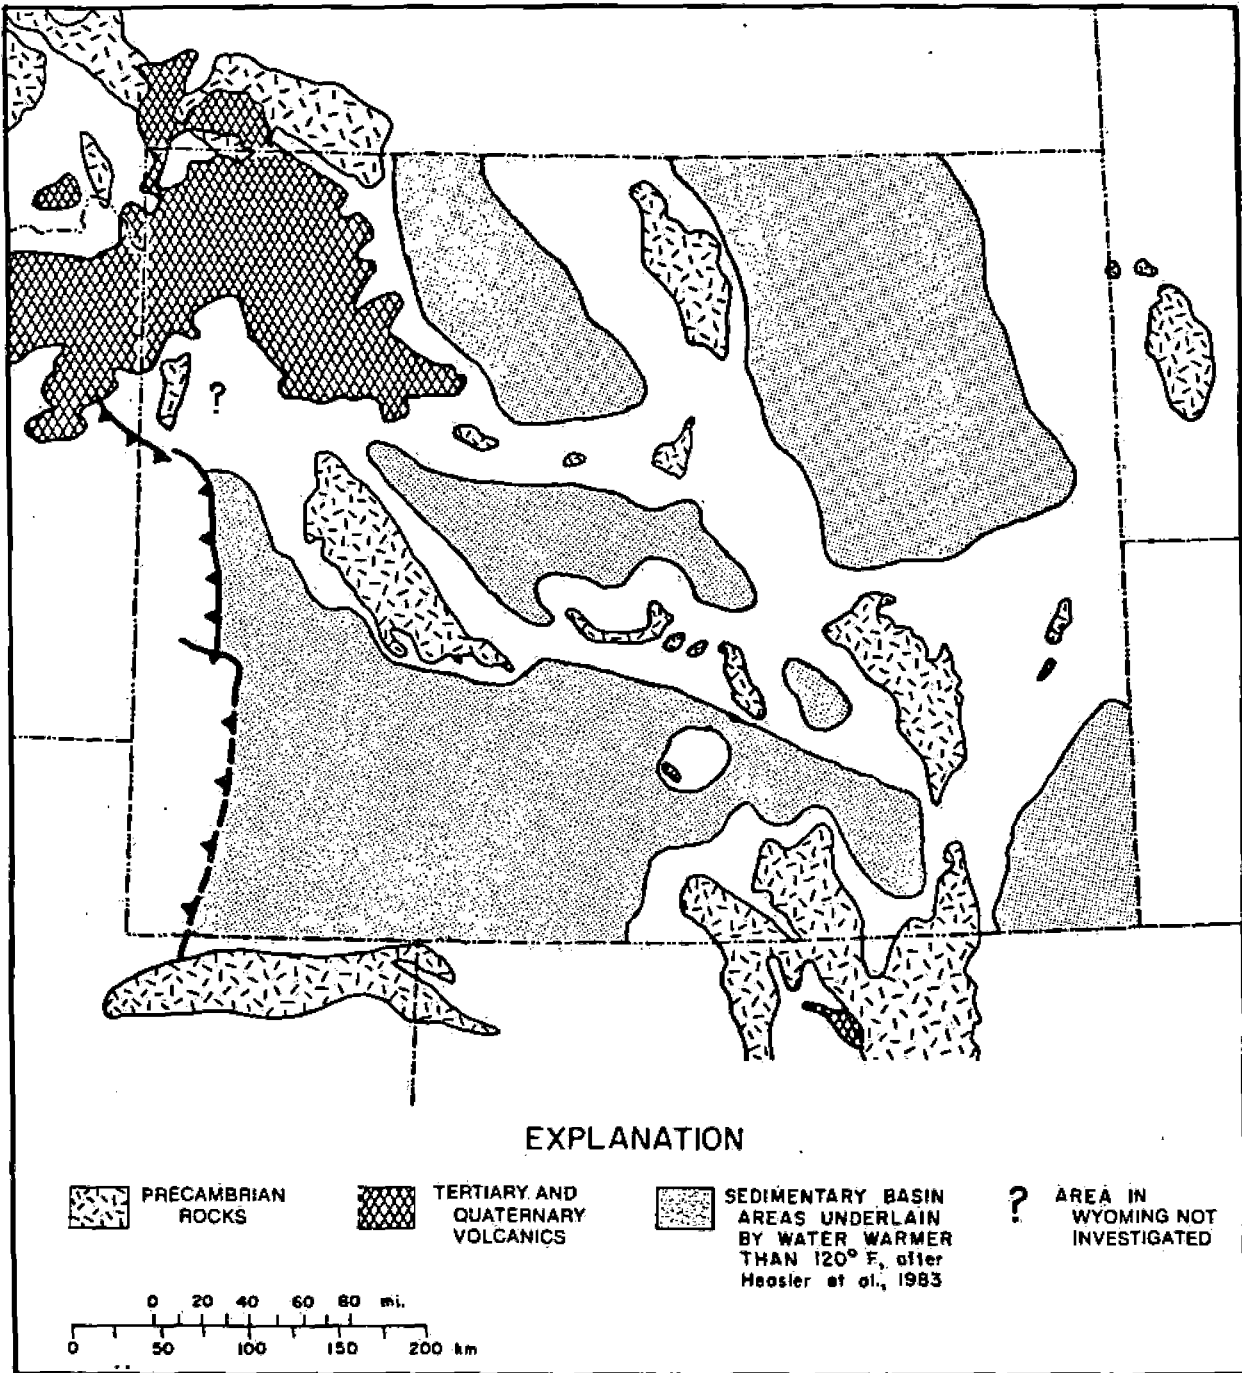 ?
EXPLANATION
PRECAMBRIAN
ROCKS
TERTIARY AND
QUATERNARY
VOLCANICS
SEDIMENTARY BASIN
AREAS UNDERLAIN
BY WATER WARMER
THAN 120° F, after
Heasler et al., 1983
?
AREA IN
WYOMING NOT
INVESTIGATED
0 20 40 60 80 mi.
0 50 100 150 200 km